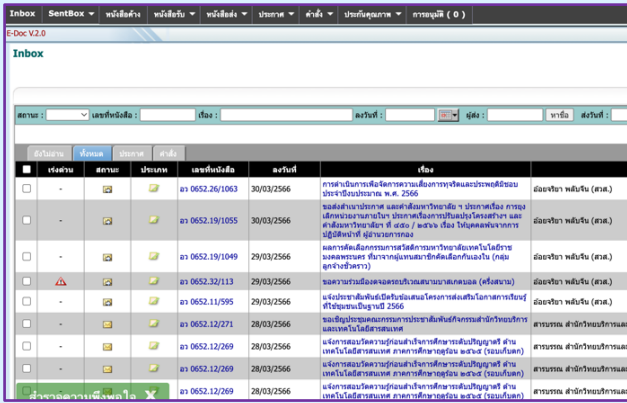 Inbox SentBox หนังสือค้าง หนังสือรับ หนังสือส่ง ประกาศ คำสั่ง ประกันคุณภาพ การอนุมัติ ( 0 )
E-Doc V.2.0
Inbox
สถานะ : เลขที่หนังสือ : เรื่อง : ลงวันที่ : ผู้ส่ง : หาชื่อ ส่งวันที่ :
ยังไม่อ่าน ทั้งหมด ประกาศ คำสั่ง
เร่งด่วน สถานะ ประเภท เลขที่หนังสือ ลงวันที่ เรื่อง
- อว 0652.26/1063 30/03/2566 การดำเนินการเพื่อจัดการความเสี่ยงการทุจริตและประพฤติมิชอบ
ประจำปีงบประมาณ พ.ศ. 2566
อ้อยจริยา พลับจีน (สวส.)
- อว 0652.19/1055 30/03/2566 ขอส่งสำเนาประกาศ และคำสั่งมหาวิทยาลัย ฯ ประกาศเรื่อง การยุบ
เลิกหน่วยงานภายในฯ ประกาศเรื่องการปรับปรุงโครงสร้างฯ และ
คำสั่งมหาวิทยาลัยฯ ที่ ๔๕๐ / ๒๕๖๖ เรื่อง ให้บุคคลพ้นจากการ
ปฏิบัติหน้าที่ ผู้อำนวยการกอง
อ้อยจริยา พลับจีน (สวส.)
- อว 0652.19/1049 29/03/2566 ผลการคัดเลือกกรรมการสวัสดิการมหาวิทยาลัยเทคโนโลยีราช
มงคลพระนคร ที่มาจากผู้แทนสมาชิกคัดเลือกกันเองใน (กลุ่ม
ลูกจ้างชั่วคราว)
อ้อยจริยา พลับจีน (สวส.)
อว 0652.32/113 29/03/2566 ขอความร่วมมืองดจอดรถบริเวณสนามบาสเกตบอล (ครึ่งสนาม) อ้อยจริยา พลับจีน (สวส.)
- อว 0652.11/595 29/03/2566 แจ้งประชาสัมพันธ์เปิดรับข้อเสนอโครงการส่งเสริมโอกาสการเรียนรู้
ที่ใช้ชุมชนเป็นฐานปี 2566
อ้อยจริยา พลับจีน (สวส.)
- อว 0652.12/271 28/03/2566 ขอเชิญประชุมคณะกรรมการประชาสัมพันธ์กิจกรรมสำนักวิทยบริการ
และเทคโนโลยีสารสนเทศ
สารบรรณ สำนักวิทยบริการและ
- อว 0652.12/269 28/03/2566 แจ้งการสอบวัดความรู้ก่อนสำเร็จการศึกษาระดับปริญญาตรี ด้าน
เทคโนโลยีสารสนเทศ ภาคการศึกษาฤดูร้อน ๒๕๖๕ (รอบเก็บตก)
สารบรรณ สำนักวิทยบริการและ
- อว 0652.12/269 28/03/2566 แจ้งการสอบวัดความรู้ก่อนสำเร็จการศึกษาระดับปริญญาตรี ด้าน
เทคโนโลยีสารสนเทศ ภาคการศึกษาฤดูร้อน ๒๕๖๕ (รอบเก็บตก)
สารบรรณ สำนักวิทยบริการและ
อว 0652.12/269 28/03/2566 แจ้งการสอบวัดความรู้ก่อนสำเร็จการศึกษาระดับปริญญาตรี ด้าน
เทคโนโลยีสารสนเทศ ภาคการศึกษาฤดูร้อน ๒๕๖๕ (รอบเก็บตก)
สารบรรณ สำนักวิทยบริการและ
สำรวจความพึงพอใจ X